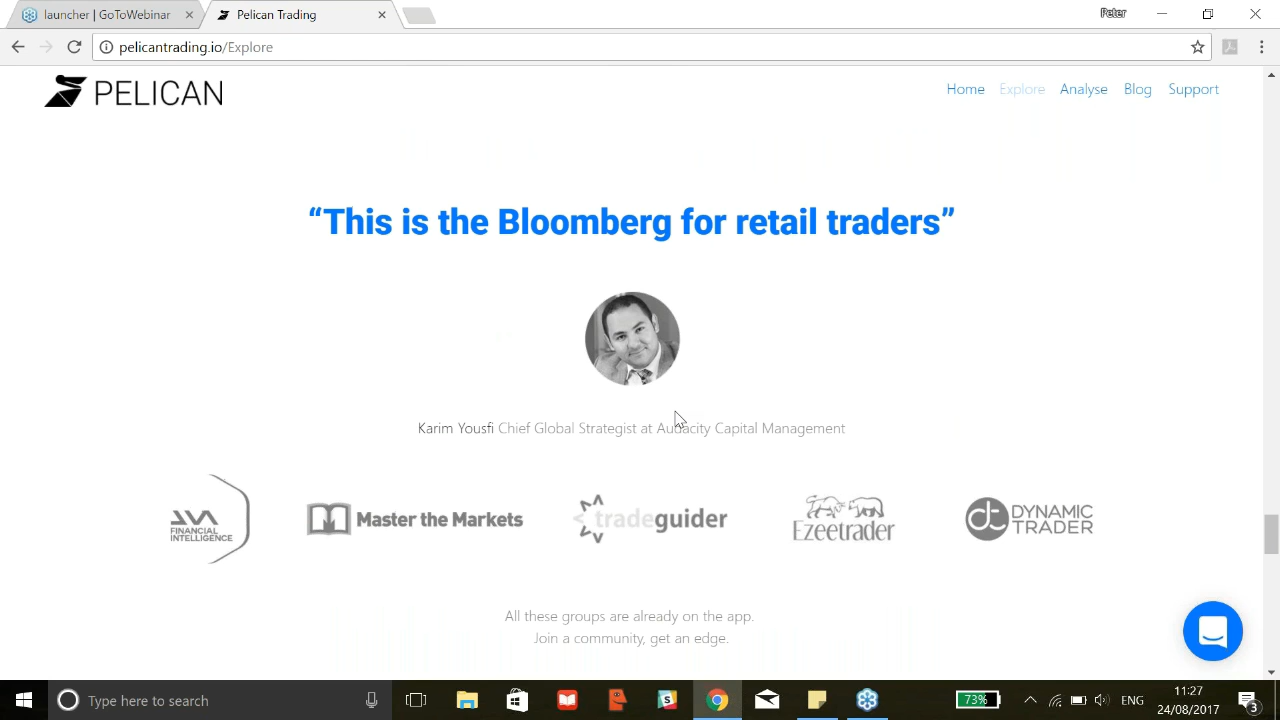 launcher | GoToWebinar
Pelican Trading
Peter
pelicantrading.io/Explore
PELICAN
Home
Explore
Analyse
Blog
Support
“This is the Bloomberg for retail traders”
Karim Yousfi Chief Global Strategist at Audacity Capital Management
FINANCIAL
INTELLIGENCE
Master the Markets
tradeguider
Ezeetrader
dt
DYNAMIC
TRADER
All these groups are already on the app.
Join a community, get an edge.
Type here to search
73%
ENG
11:27
24/08/2017
3